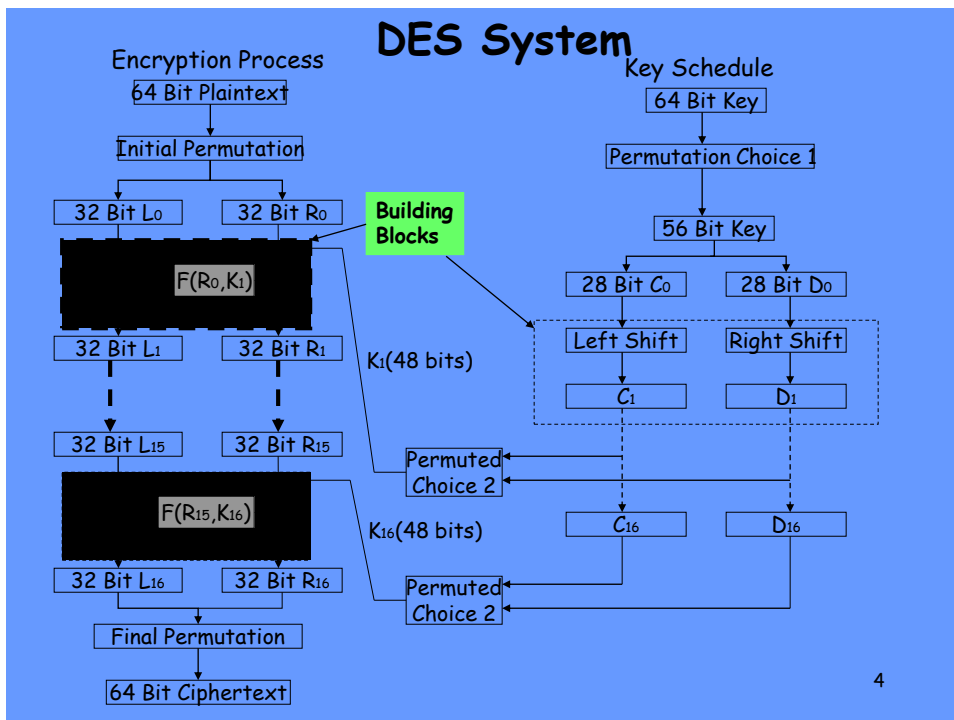 DES System
Encryption Process
64 Bit Plaintext
Initial Permutation
32 Bit L0
32 Bit R0
F(R0,K1)
32 Bit L1
32 Bit R1
32 Bit L15
32 Bit R15
F(R15,K16)
32 Bit L16
32 Bit R16
Final Permutation
64 Bit Ciphertext
Building
Blocks
K1(48 bits)
K16(48 bits)
Key Schedule
64 Bit Key
Permutation Choice 1
56 Bit Key
28 Bit C0
28 Bit D0
Left Shift
Right Shift
C1
D1
Permuted
Choice 2
C16
D16
Permuted
Choice 2
4